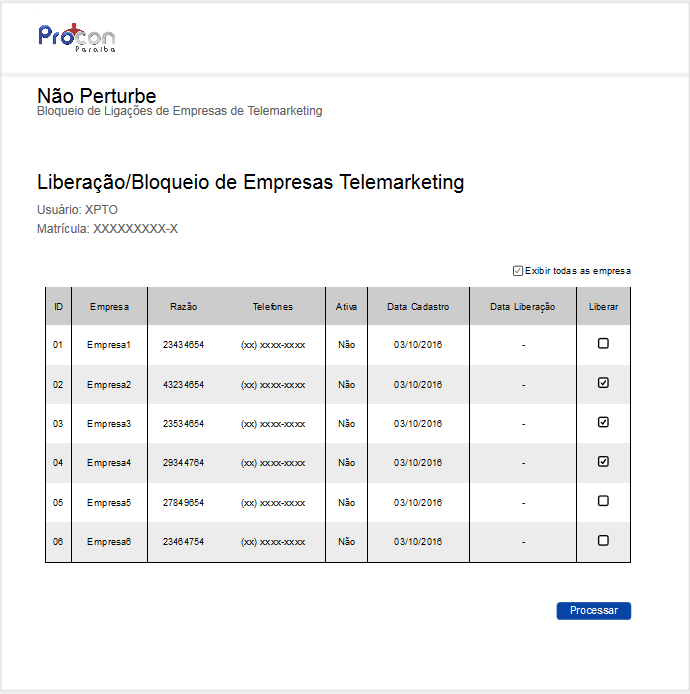 Procon
Paraíba
Não Perturbe
Bloqueio de Ligações de Empresas de Telemarketing
Liberação/Bloqueio de Empresas Telemarketing
Usuário: XPTO
Matrícula: XXXXXXXXX-X
Exibir todas as empresa
ID Empresa Razão Telefones Ativa Data Cadastro Data Liberação Liberar
01 Empresa1 23434654 (xx) xxxx-xxxx Não 03/10/2016 -
02 Empresa2 43234654 (xx) xxxx-xxxx Não 03/10/2016 -
03 Empresa3 23534654 (xx) xxxx-xxxx Não 03/10/2016 -
04 Empresa4 29344764 (xx) xxxx-xxxx Não 03/10/2016 -
05 Empresa5 27849654 (xx) xxxx-xxxx Não 03/10/2016 -
06 Empresa6 23464754 (xx) xxxx-xxxx Não 03/10/2016 -
Processar